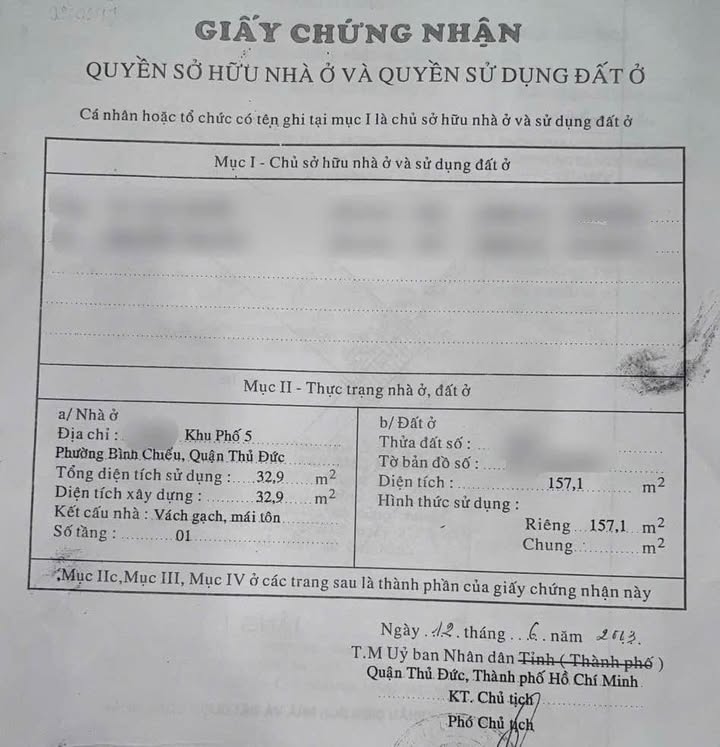 GIẤY CHỨNG NHẬN
QUYỀN SỞ HỮU NHÀ Ở VÀ QUYỀN SỬ DỤNG ĐẤT Ở
Cá nhân hoặc tổ chức có tên ghi tại mục I là chủ sở hữu nhà ở và sử dụng đất ở
Mục I - Chủ sở hữu nhà ở và sử dụng đất ở
Mục II - Thực trạng nhà ở, đất ở
a/ Nhà ở
Địa chỉ : Khu Phố 5
Phường Bình Chiểu, Quận Thủ Đức
Tổng diện tích sử dụng : 32,9 m²
Diện tích xây dựng : 32,9 m²
Kết cấu nhà : Vách gạch, mái tôn
Số tầng : 01
b/ Đất ở
Thửa đất số :
Tờ bản đồ số :
Diện tích : 157,1 m²
Hình thức sử dụng :
Riêng 157,1 m²
Chung m²
Mục IIc,Mục III, Mục IV ở các trang sau là thành phần của giấy chứng nhận này
Ngày 12 tháng 6 năm 2013
T.M Uỷ ban Nhân dân Tỉnh ( Thành phố )
Quận Thủ Đức, Thành phố Hồ Chí Minh
KT. Chủ tịch
Phó Chủ tịch